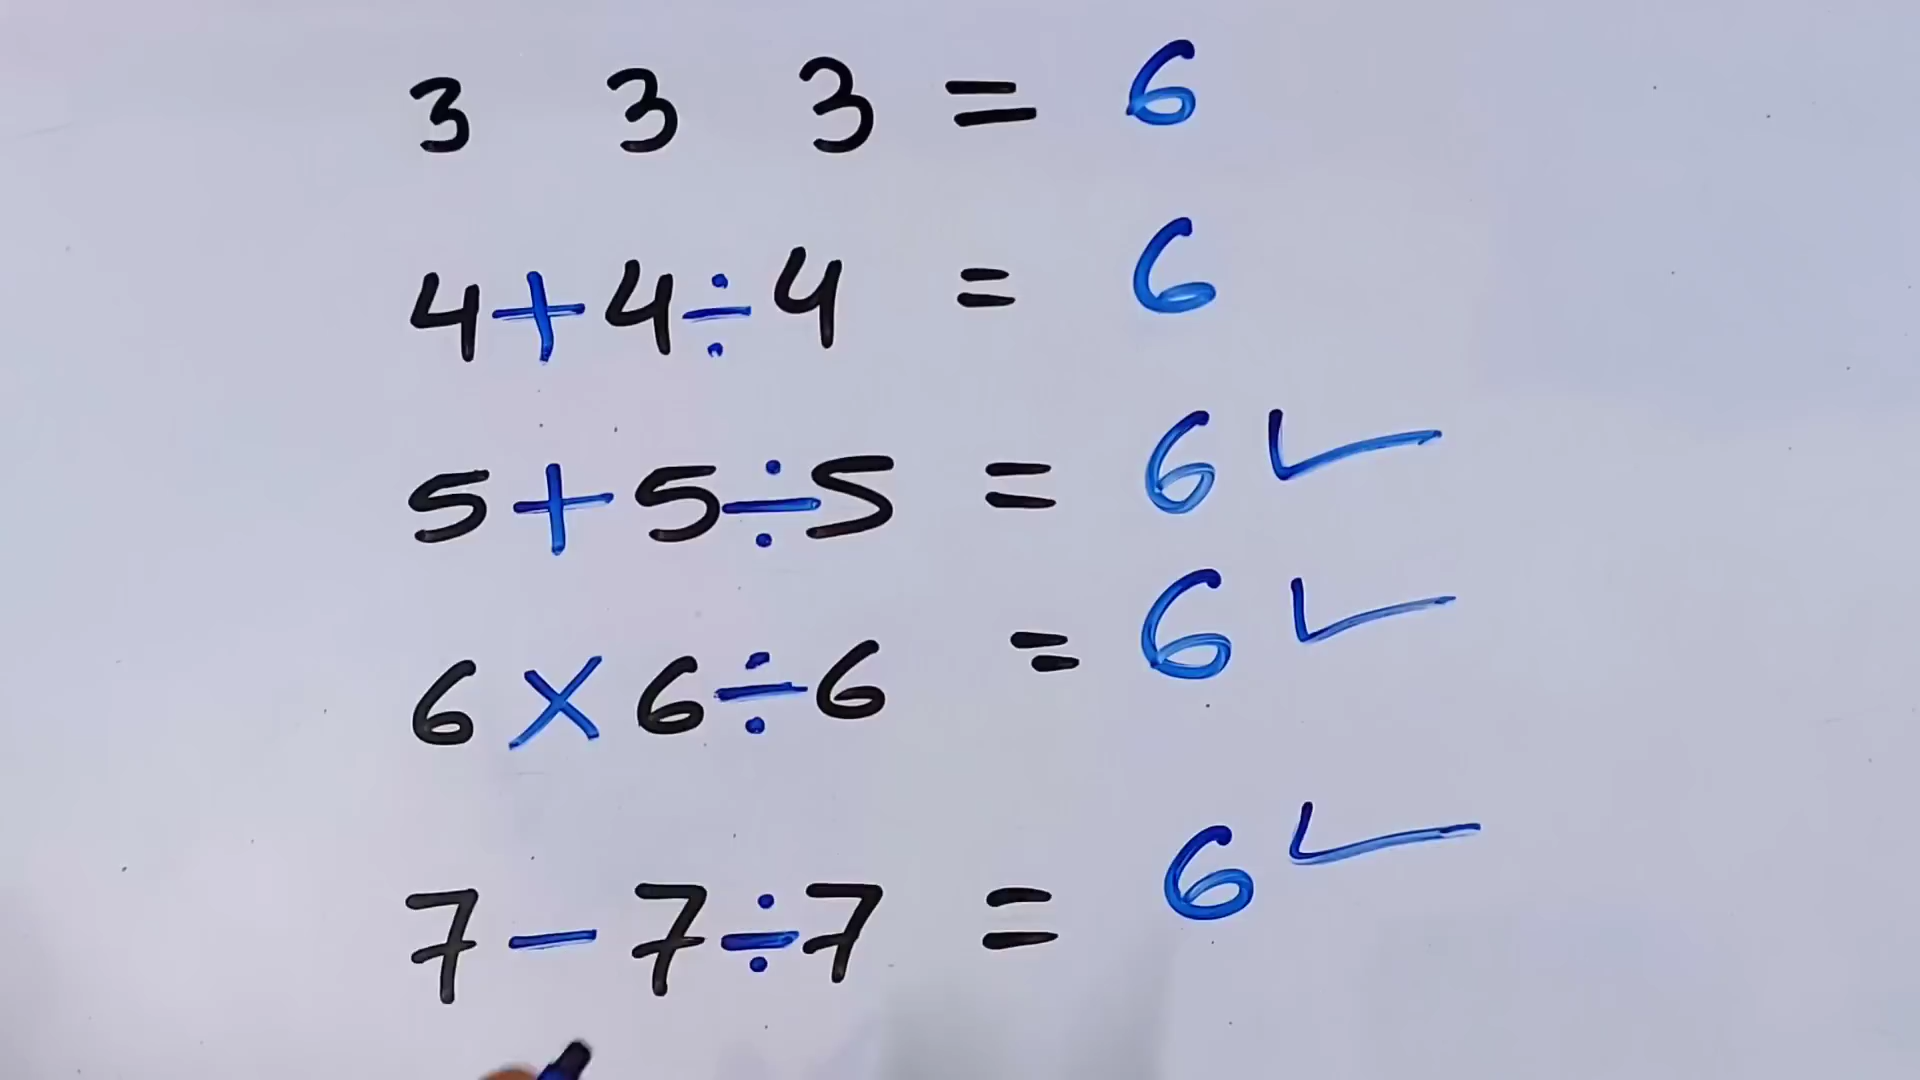 3 3 3 = 6
4 + 4 ÷ 4 = 6
5 + 5 ÷ 5 = 6 ✓
6 × 6 ÷ 6 = 6 ✓
7 - 7 ÷ 7 = 6 ✓